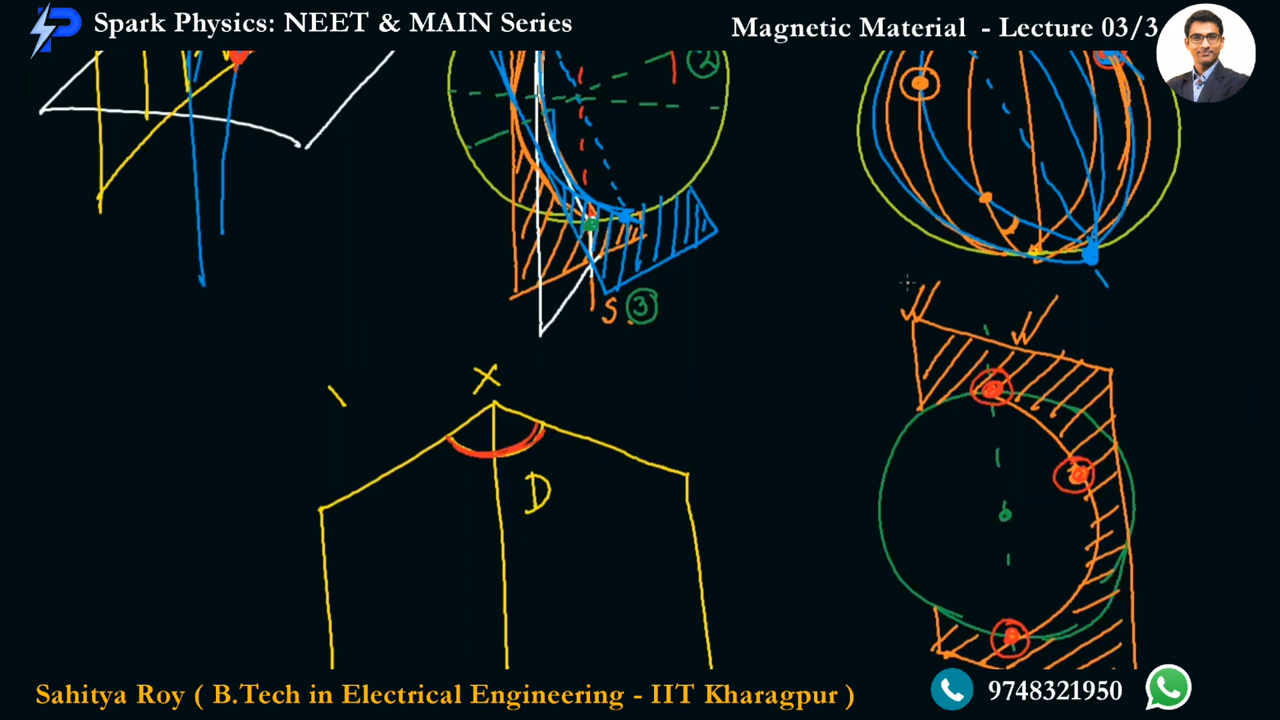 Spark Physics: NEET & MAIN Series
Magnetic Material - Lecture 03/3
2
S 3
X
D
Sahitya Roy ( B.Tech in Electrical Engineering - IIT Kharagpur )
9748321950